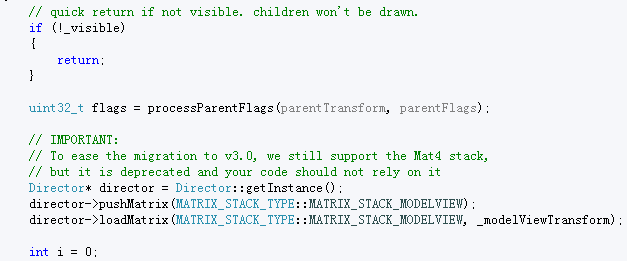 // quick return if not visible. children won't be drawn.
if (!_visible)
{
return;
}
uint32_t flags = processParentFlags(parentTransform, parentFlags);
// IMPORTANT:
// To ease the migration to v3.0, we still support the Mat4 stack,
// but it is deprecated and your code should not rely on it
Director* director = Director::getInstance();
director->pushMatrix(MATRIX_STACK_TYPE::MATRIX_STACK_MODELVIEW);
director->loadMatrix(MATRIX_STACK_TYPE::MATRIX_STACK_MODELVIEW, _modelViewTransform);
int i = 0;